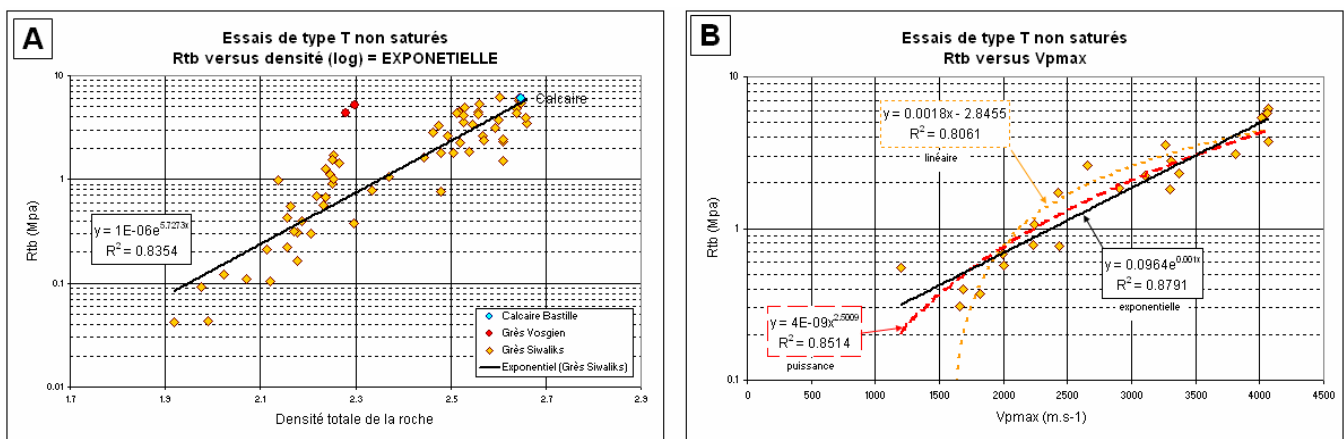 A
Essais de type T non saturés
Rtb versus densité (log) = EXPONETIELLE
10
1
0.1
0.01
Rtb (Mpa)
Calcaire
y = 1E-06e^5.7273x
R² = 0.8354
Calcaire Bastille
Grès Vosgien
Grès Siwaliks
Exponentiel (Grès Siwaliks)
1.7 1.9 2.1 2.3 2.5 2.7 2.9
Densité totale de la roche
B
Essais de type T non saturés
Rtb versus Vpmax
10
1
0.1
Rtb (Mpa)
y = 0.0018x - 2.8455
R² = 0.8061
linéaire
y = 0.0964e^0.001x
R² = 0.8791
exponentielle
y = 4E-09x^2.5009
R² = 0.8514
puissance
0 500 1000 1500 2000 2500 3000 3500 4000 4500
Vpmax (m.s-1)